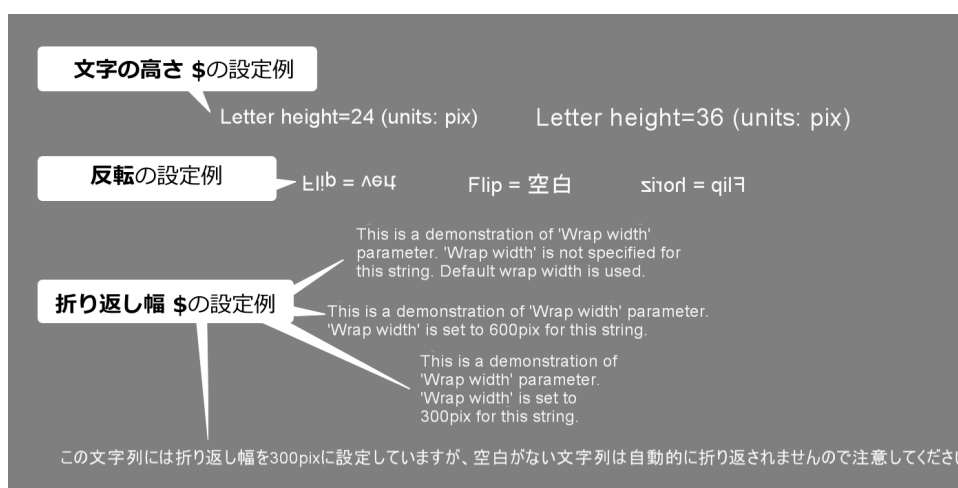 文字の高さ $の設定例
Letter height=24 (units: pix)
Letter height=36 (units: pix)
反転の設定例
Flip = vert
Flip = 空白
Flip = horiz
This is a demonstration of 'Wrap width'
parameter. 'Wrap width' is not specified for
this string. Default wrap width is used.
折り返し幅 $の設定例
This is a demonstration of 'Wrap width' parameter.
'Wrap width' is set to 600pix for this string.
This is a demonstration of
'Wrap width' parameter.
'Wrap width' is set to
300pix for this string.
この文字列には折り返し幅を300pixに設定していますが、空白がない文字列は自動的に折り返されませんので注意してくださ